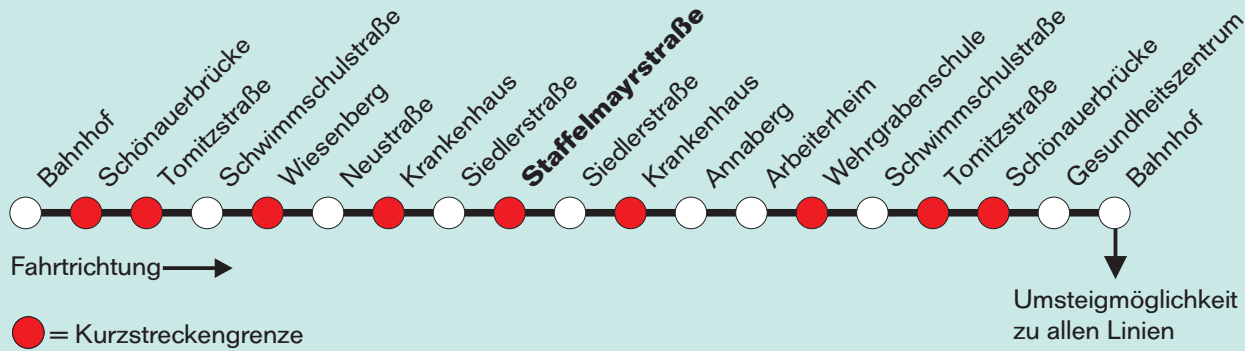 Bahnhof
Schönauerbrücke
Tomitzstraße
Schwimmschulstraße
Wiesenberg
Neustraße
Krankenhaus
Siedlerstraße
Staffelmayrstraße
Siedlerstraße
Krankenhaus
Annaberg
Arbeiterheim
Wehrgrabenschule
Schwimmschulstraße
Tomitzstraße
Schönauerbrücke
Gesundheitszentrum
Bahnhof
Fahrtrichtung
Umsteigmöglichkeit
zu allen Linien
= Kurzstreckengrenze